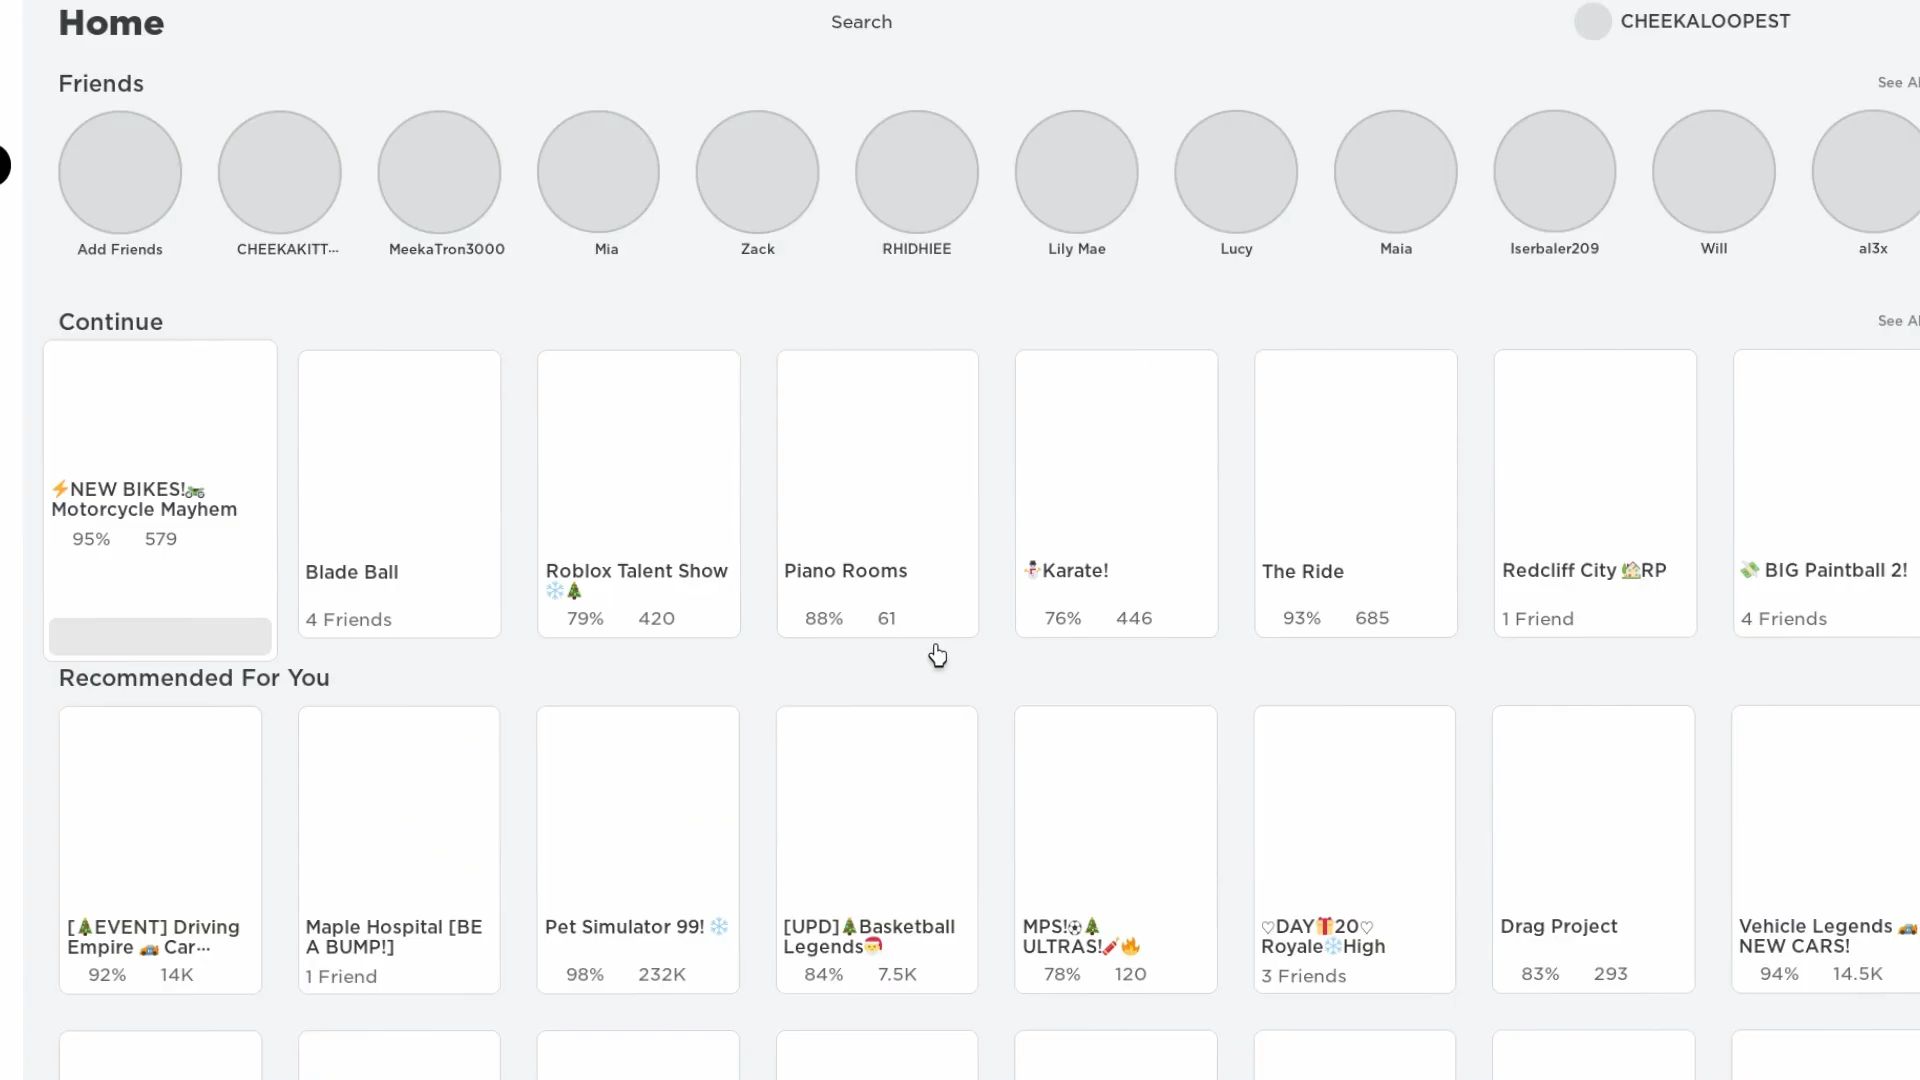 Home
Search
CHEEKALOOPEST
Friends
See Al
Add Friends
CHEEKAKITT...
MeekaTron3000
Mia
Zack
RHIDHIEE
Lily Mae
Lucy
Maia
Iserbaler209
Will
al3x
Continue
See Al
⚡NEW BIKES!🏍️
Motorcycle Mayhem
95% 579
Blade Ball
4 Friends
Roblox Talent Show
❄️🎄
79% 420
Piano Rooms
88% 61
⛄Karate!
76% 446
The Ride
93% 685
Redcliff City 🏡RP
1 Friend
💸 BIG Paintball 2!
4 Friends
Recommended For You
[🎄EVENT] Driving
Empire 🚗 Car...
92% 14K
Maple Hospital [BE
A BUMP!]
1 Friend
Pet Simulator 99! ❄️
98% 232K
[UPD]🎄Basketball
Legends🎅
84% 7.5K
MPS!⚽🎄
ULTRAS!🧨🔥
78% 120
♡DAY🎁20♡
Royale❄️High
3 Friends
Drag Project
83% 293
Vehicle Legends 🚗
NEW CARS!
94% 14.5K